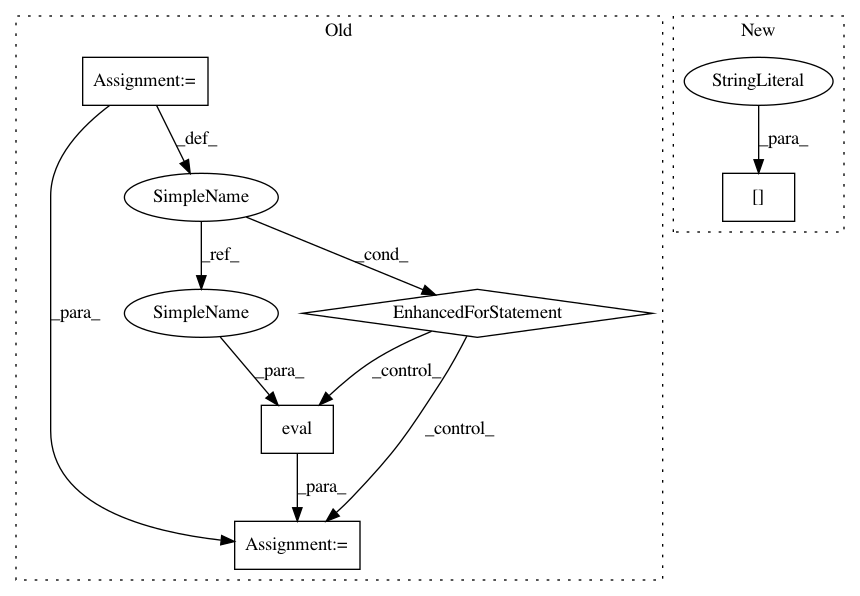 Old
New
Assignment:=
StringLiteral
_def_
_para_
SimpleName
[]
_ref_
_cond_
_para_
SimpleName
EnhancedForStatement
_para_
_control_
eval
_control_
_para_
Assignment:=